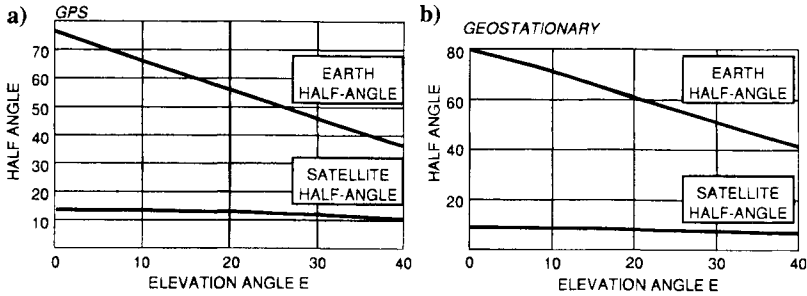 a)
GPS
70
60
50
40
30
20
10
HALF ANGLE
EARTH
HALF-ANGLE
SATELLITE
HALF-ANGLE
0
10
20
30
40
ELEVATION ANGLE E
b)
GEOSTATIONARY
80
60
40
20
HALF ANGLE
EARTH
HALF-ANGLE
SATELLITE
HALF-ANGLE
0
10
20
30
40
ELEVATION ANGLE E